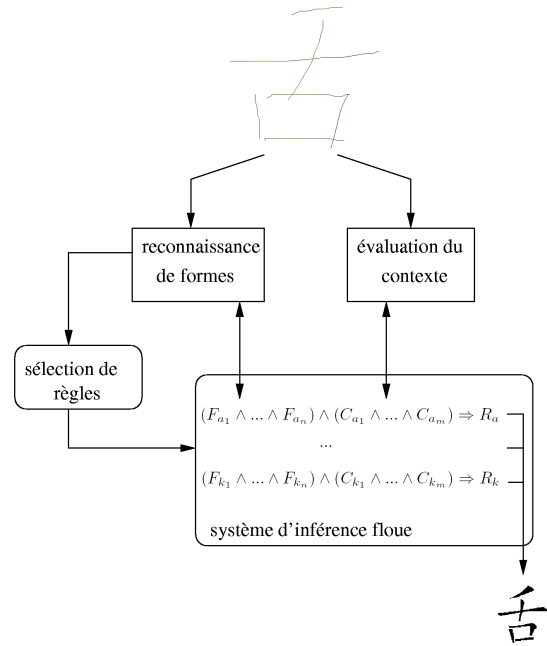 舌
reconnaissance
de formes
évaluation du
contexte
sélection de
règles
(F_{a_1} ∧ ... ∧ F_{a_n}) ∧ (C_{a_1} ∧ ... ∧ C_{a_m}) ⇒ R_a
...
(F_{k_1} ∧ ... ∧ F_{k_n}) ∧ (C_{k_1} ∧ ... ∧ C_{k_m}) ⇒ R_k
système d'inférence floue
舌